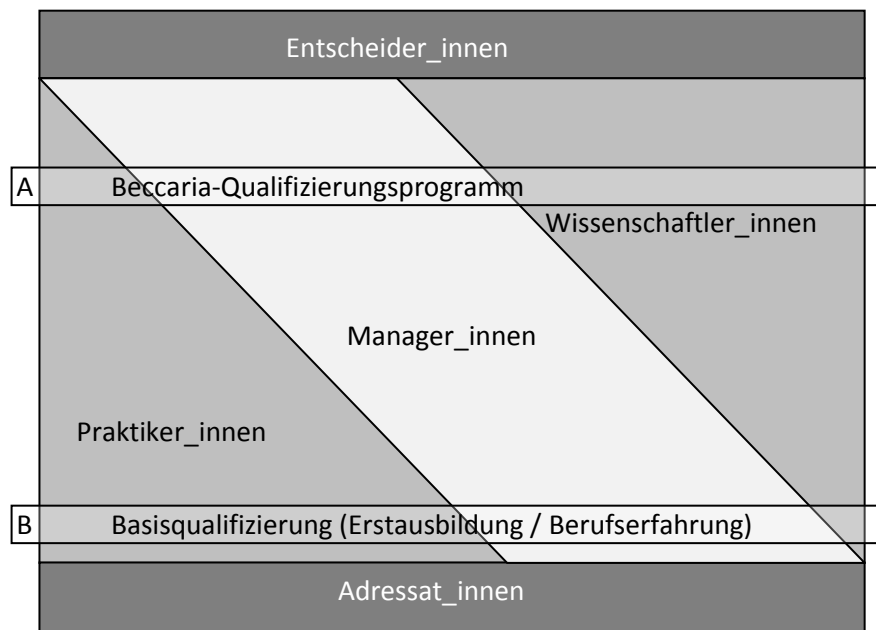 Entscheider_innen
A Beccaria-Qualifizierungsprogramm
Wissenschaftler_innen
Manager_innen
Praktiker_innen
B Basisqualifizierung (Erstausbildung / Berufserfahrung)
Adressat_innen